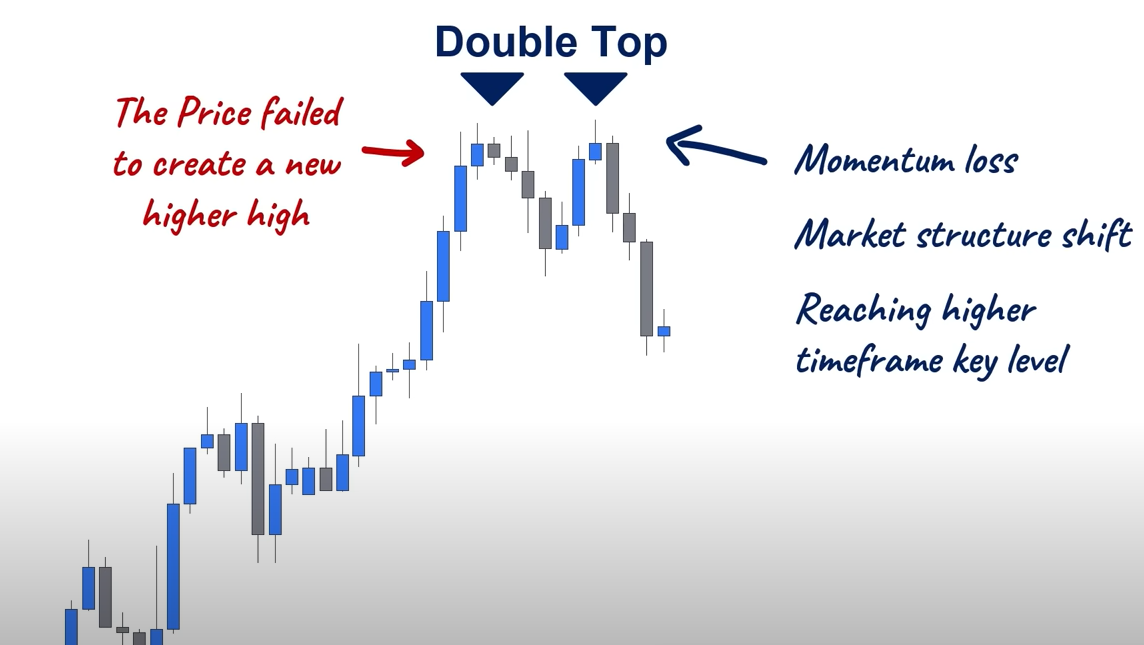 Double Top
The Price failed
to create a new
higher high
Momentum loss
Market structure shift
Reaching higher
timeframe key level